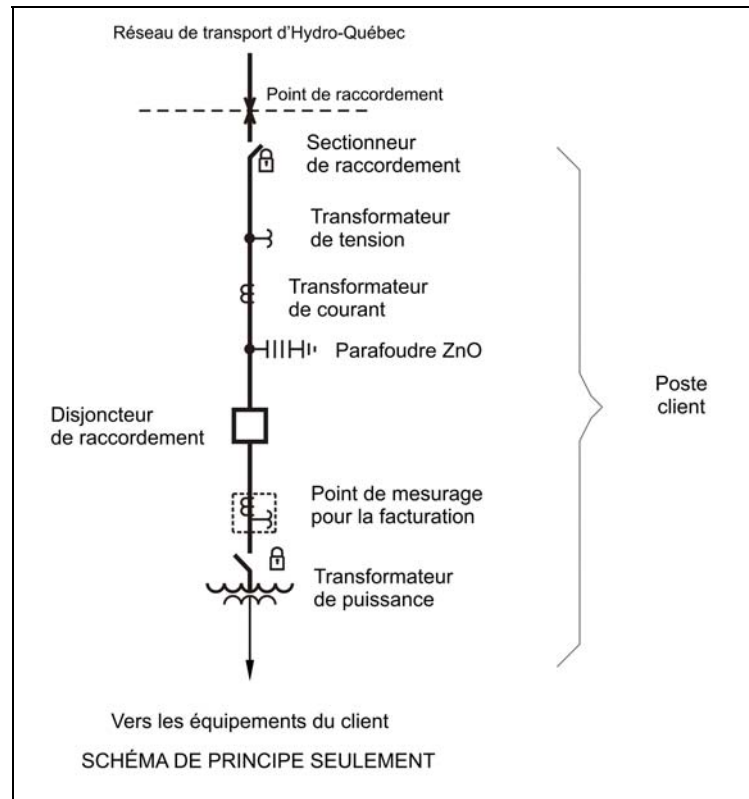 Réseau de transport d'Hydro-Québec
Point de raccordement
Sectionneur
de raccordement
Transformateur
de tension
Transformateur
de courant
Parafoudre ZnO
Disjoncteur
de raccordement
Poste
client
Point de mesurage
pour la facturation
Transformateur
de puissance
Vers les équipements du client
SCHÉMA DE PRINCIPE SEULEMENT